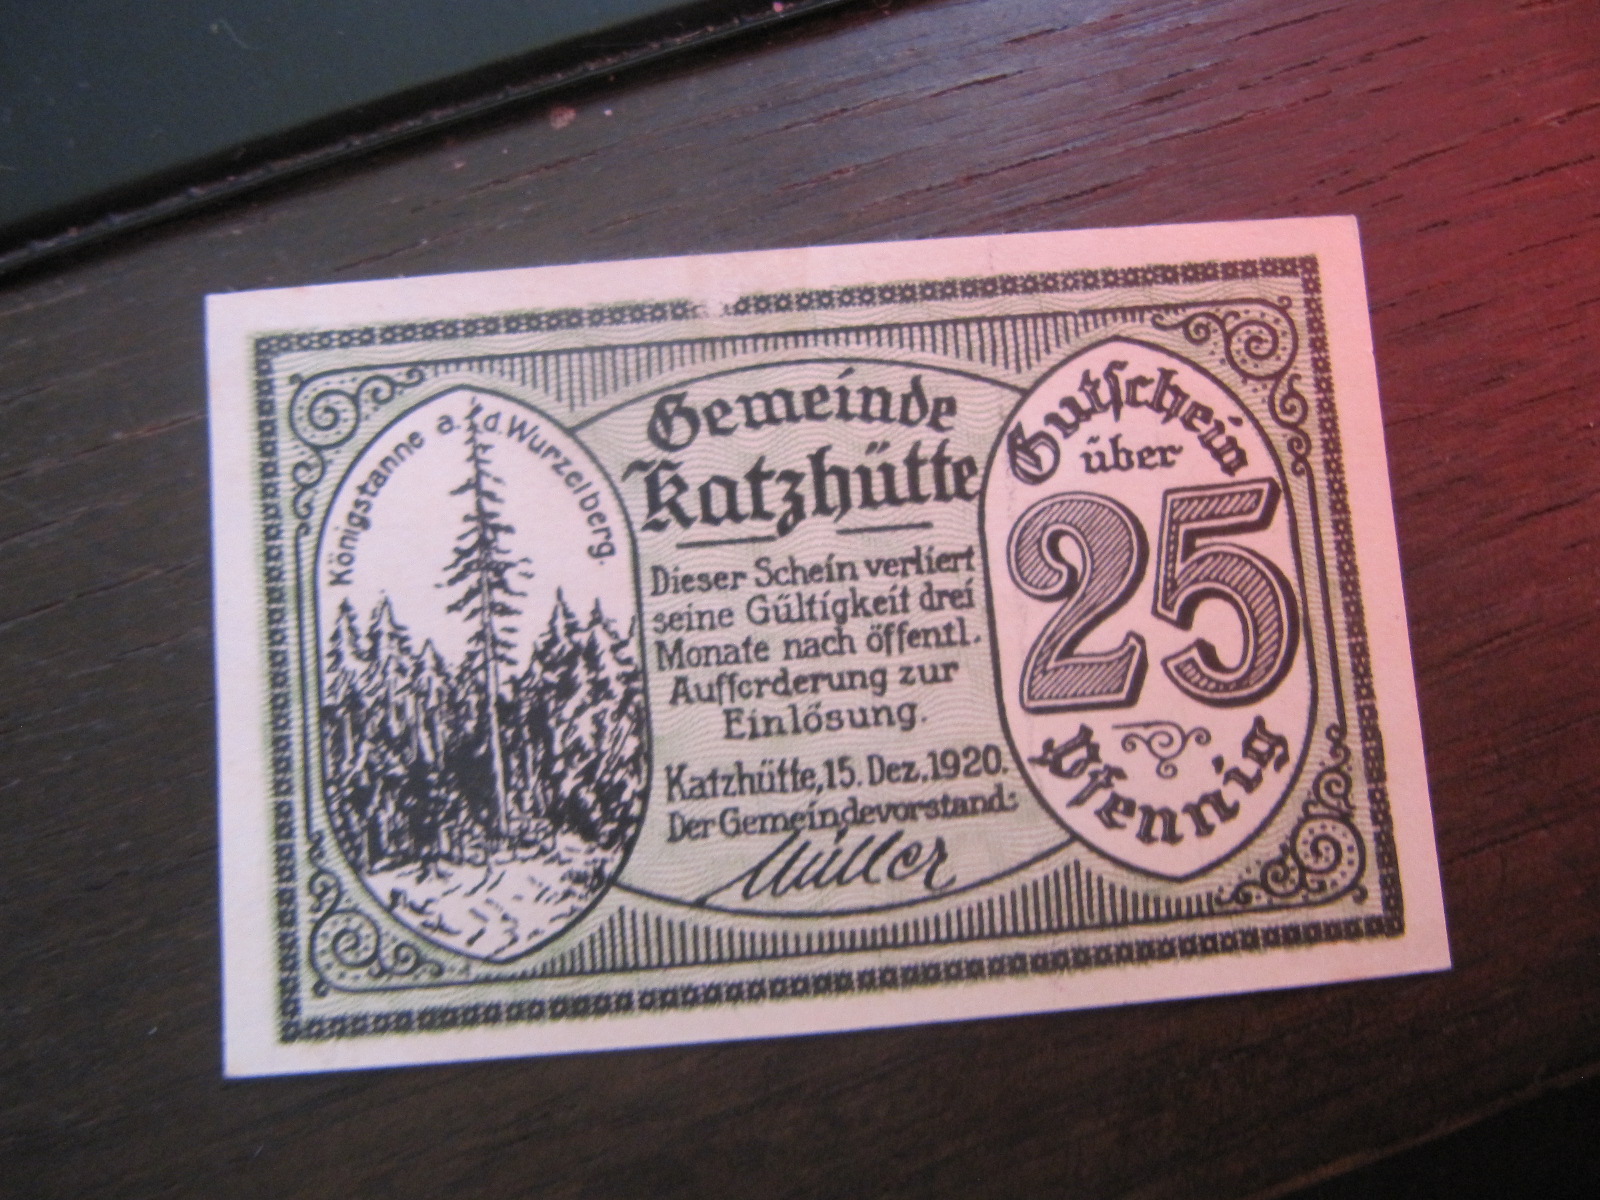 Königstanne a. d. Wurzelberg.
Gemeinde
Katzhütte
Dieser Schein verliert
seine Gültigkeit drei
Monate nach öffentl.
Aufforderung zur
Einlösung.
Katzhütte, 15. Dez. 1920.
Der Gemeindevorstand:
Müller
Gutschein
über
25
Pfennig